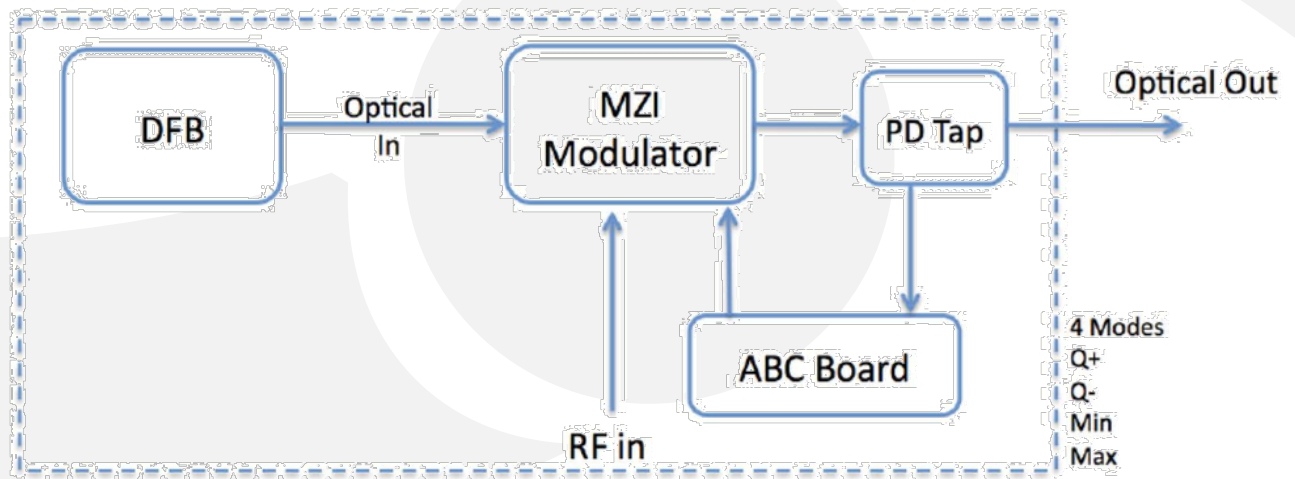 DFB
Optical
In
MZI
Modulator
PD Tap
Optical Out
ABC Board
RF in
4 Modes
Q+
Q-
Min
Max